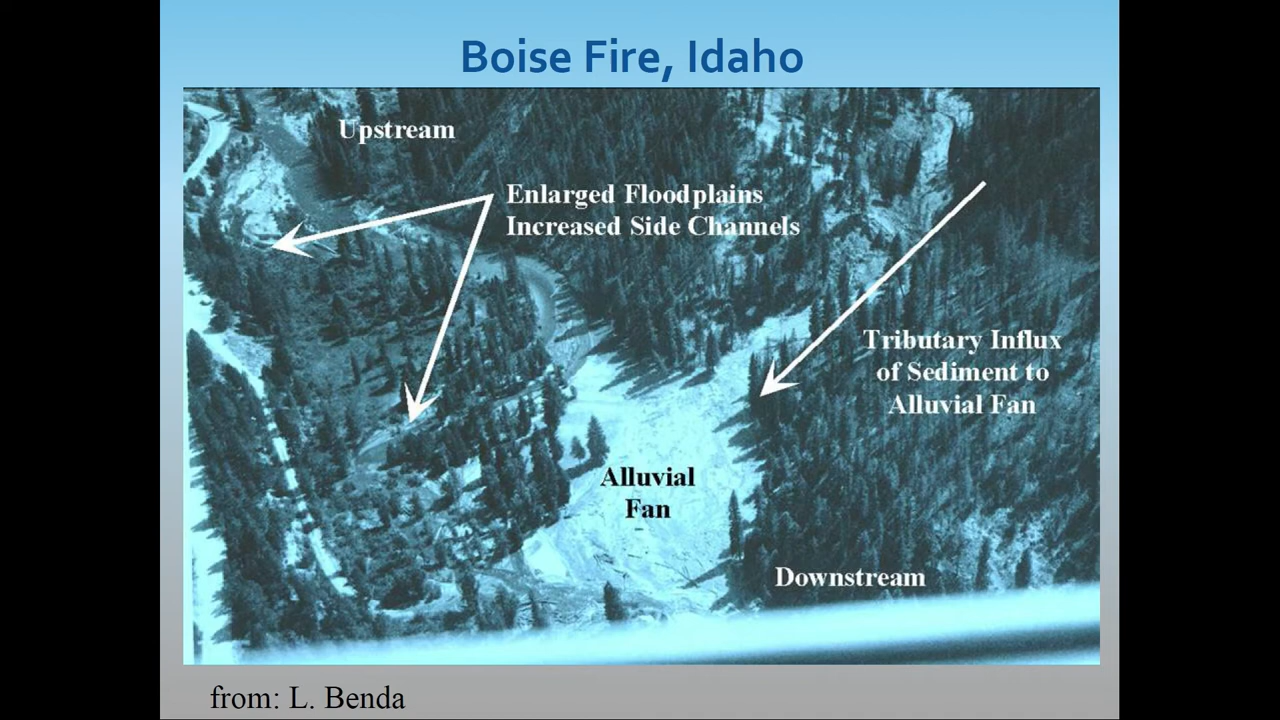 Boise Fire, Idaho
Upstream
Enlarged Floodplains
Increased Side Channels
Tributary Influx
of Sediment to
Alluvial Fan
Alluvial
Fan
Downstream
from: L. Benda